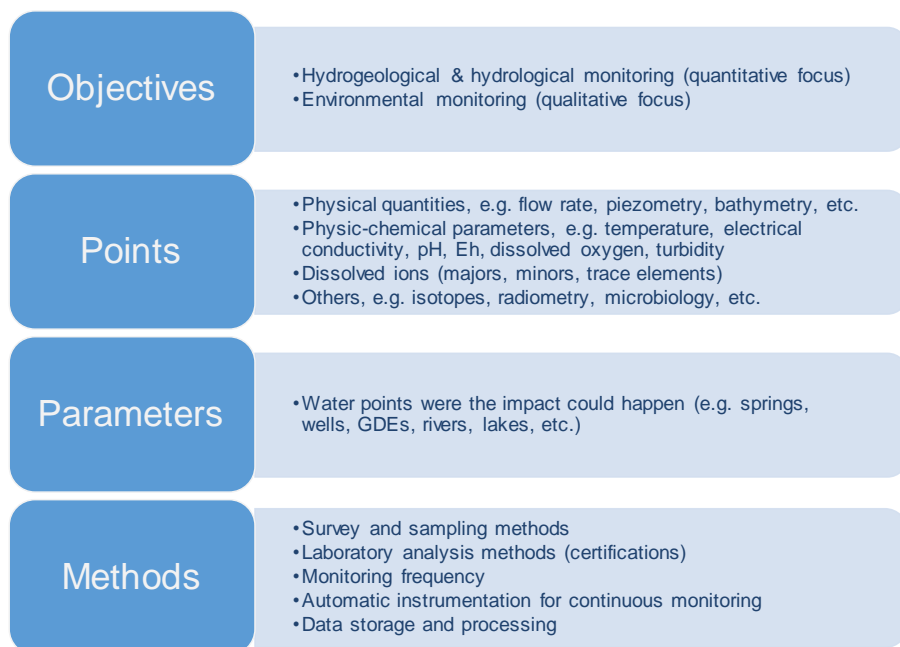 Objectives
•Hydrogeological & hydrological monitoring (quantitative focus)
•Environmental monitoring (qualitative focus)
Points
•Physical quantities, e.g. flow rate, piezometry, bathymetry, etc.
•Physic-chemical parameters, e.g. temperature, electrical
conductivity, pH, Eh, dissolved oxygen, turbidity
•Dissolved ions (majors, minors, trace elements)
•Others, e.g. isotopes, radiometry, microbiology, etc.
Parameters
•Water points were the impact could happen (e.g. springs,
wells, GDEs, rivers, lakes, etc.)
Methods
•Survey and sampling methods
•Laboratory analysis methods (certifications)
•Monitoring frequency
•Automatic instrumentation for continuous monitoring
•Data storage and processing